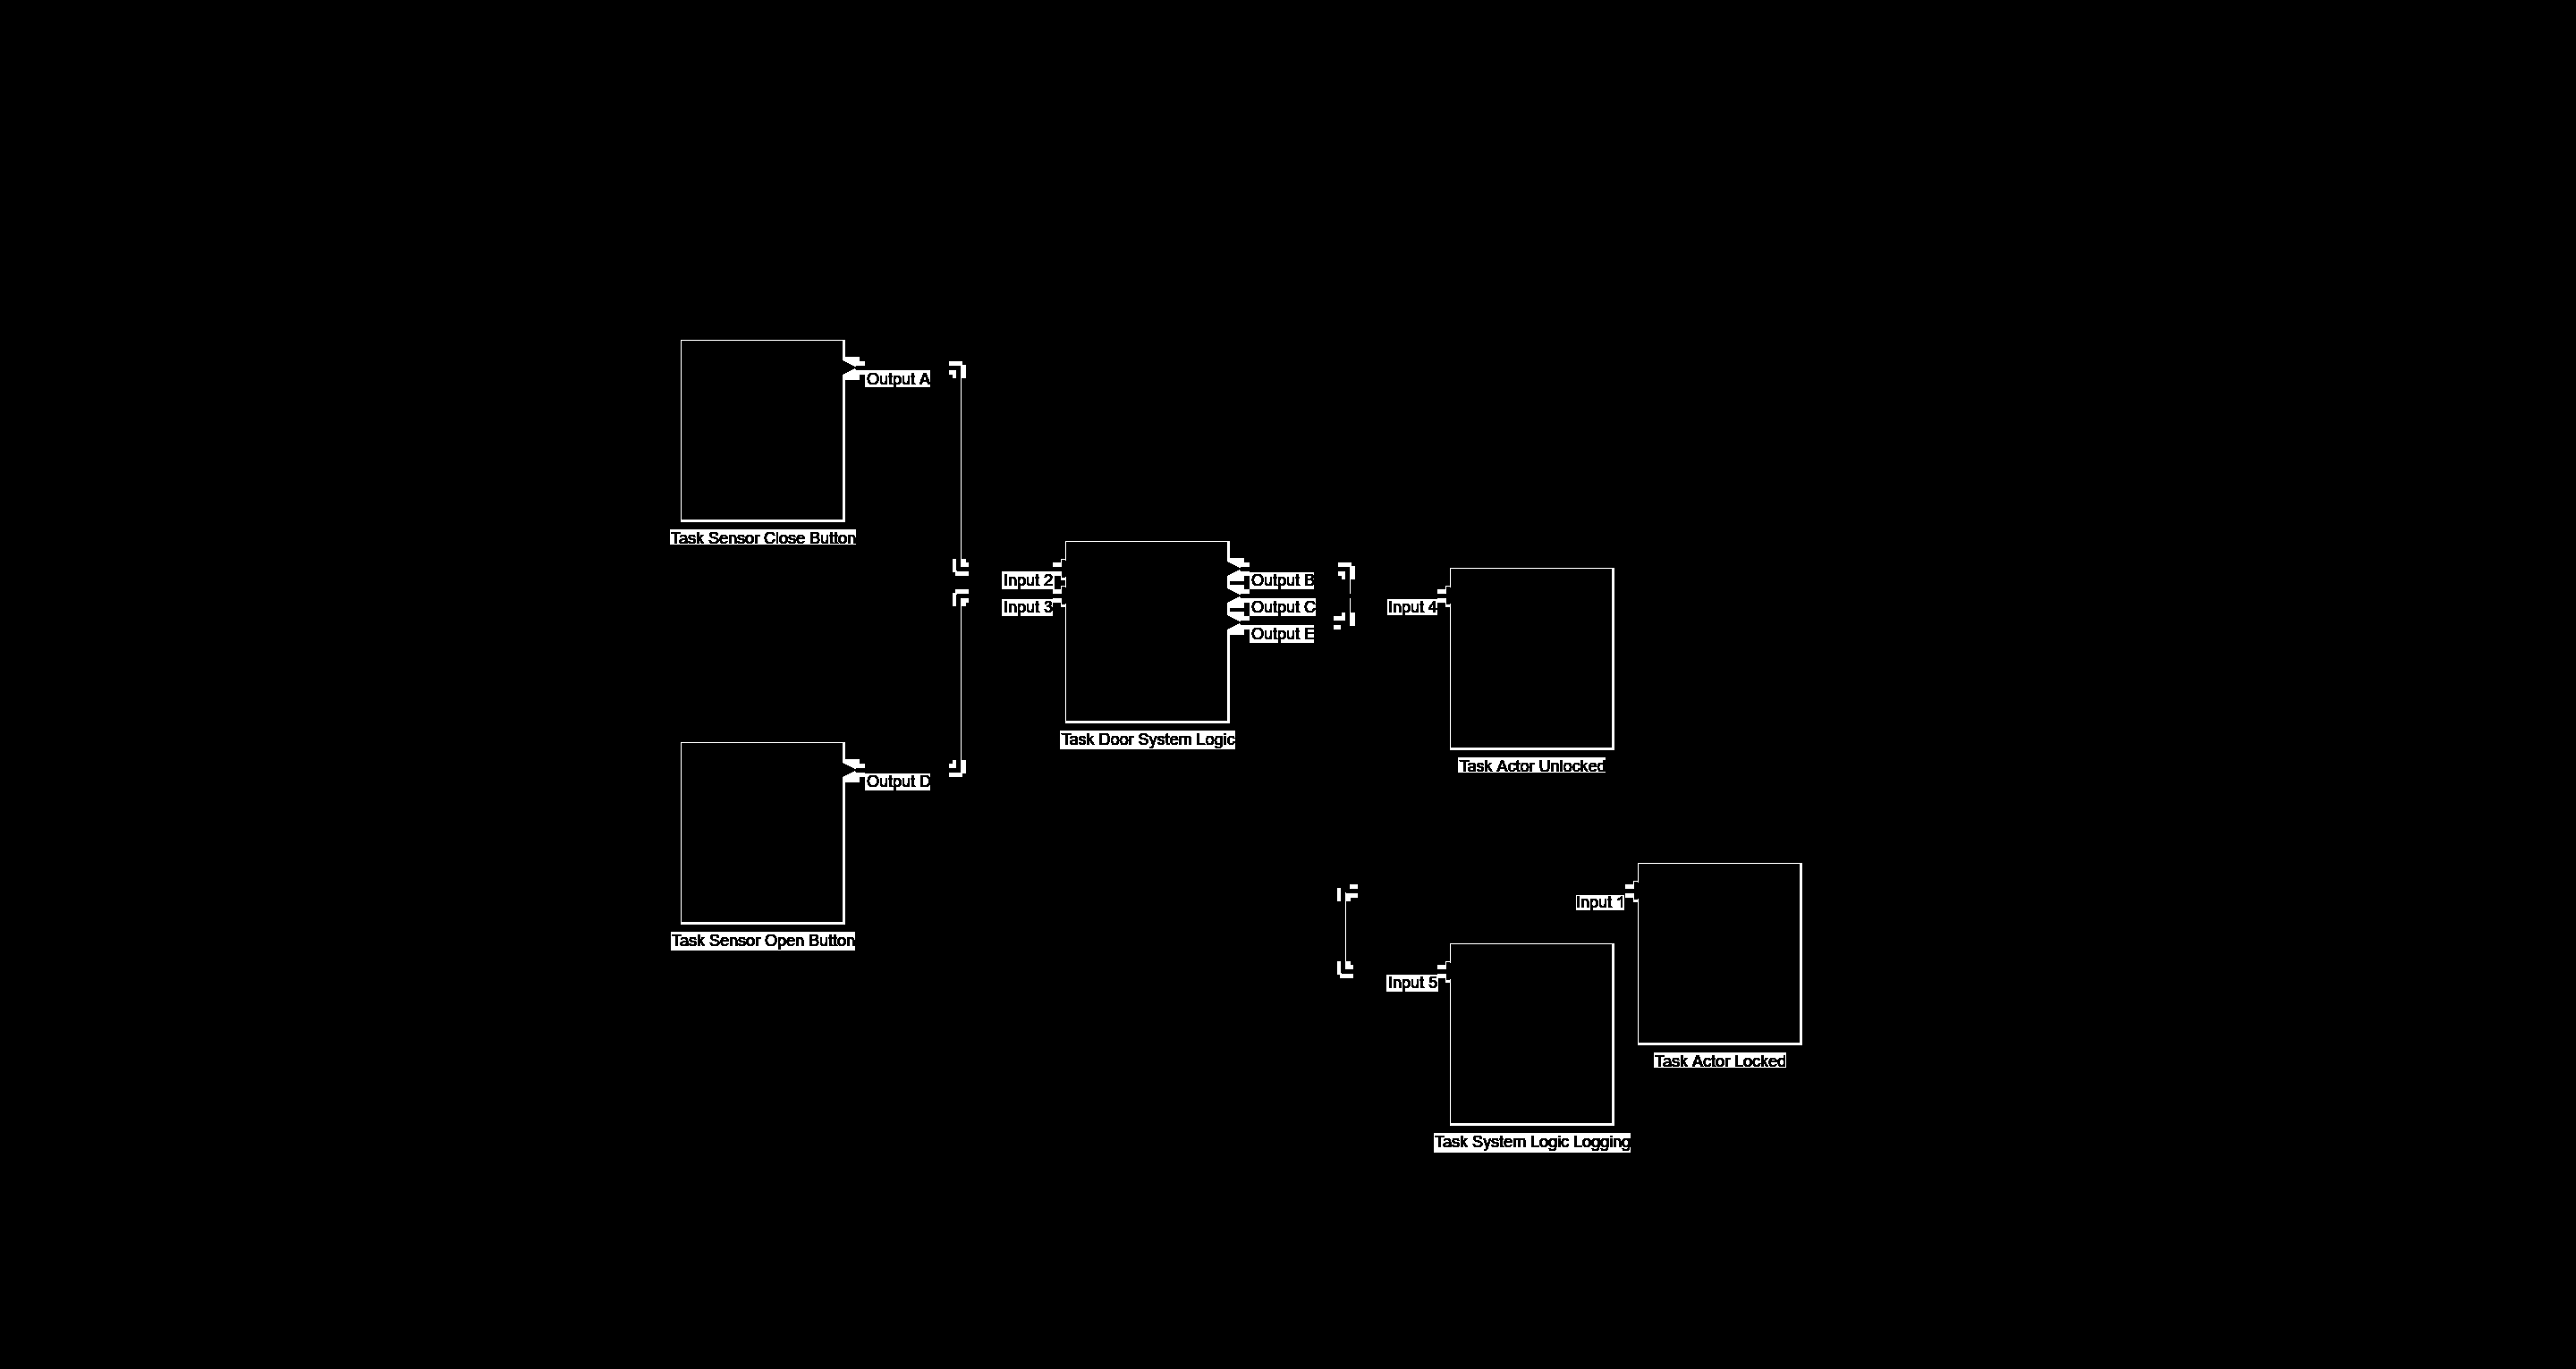 Output A
Task Sensor Close Button
Input 2
Input 3
Output B
Output C
Output E
Task Door System Logic
Input 4
Task Actor Unlocked
Output D
Task Sensor Open Button
Input 1
Task Actor Locked
Input 5
Task System Logic Logging